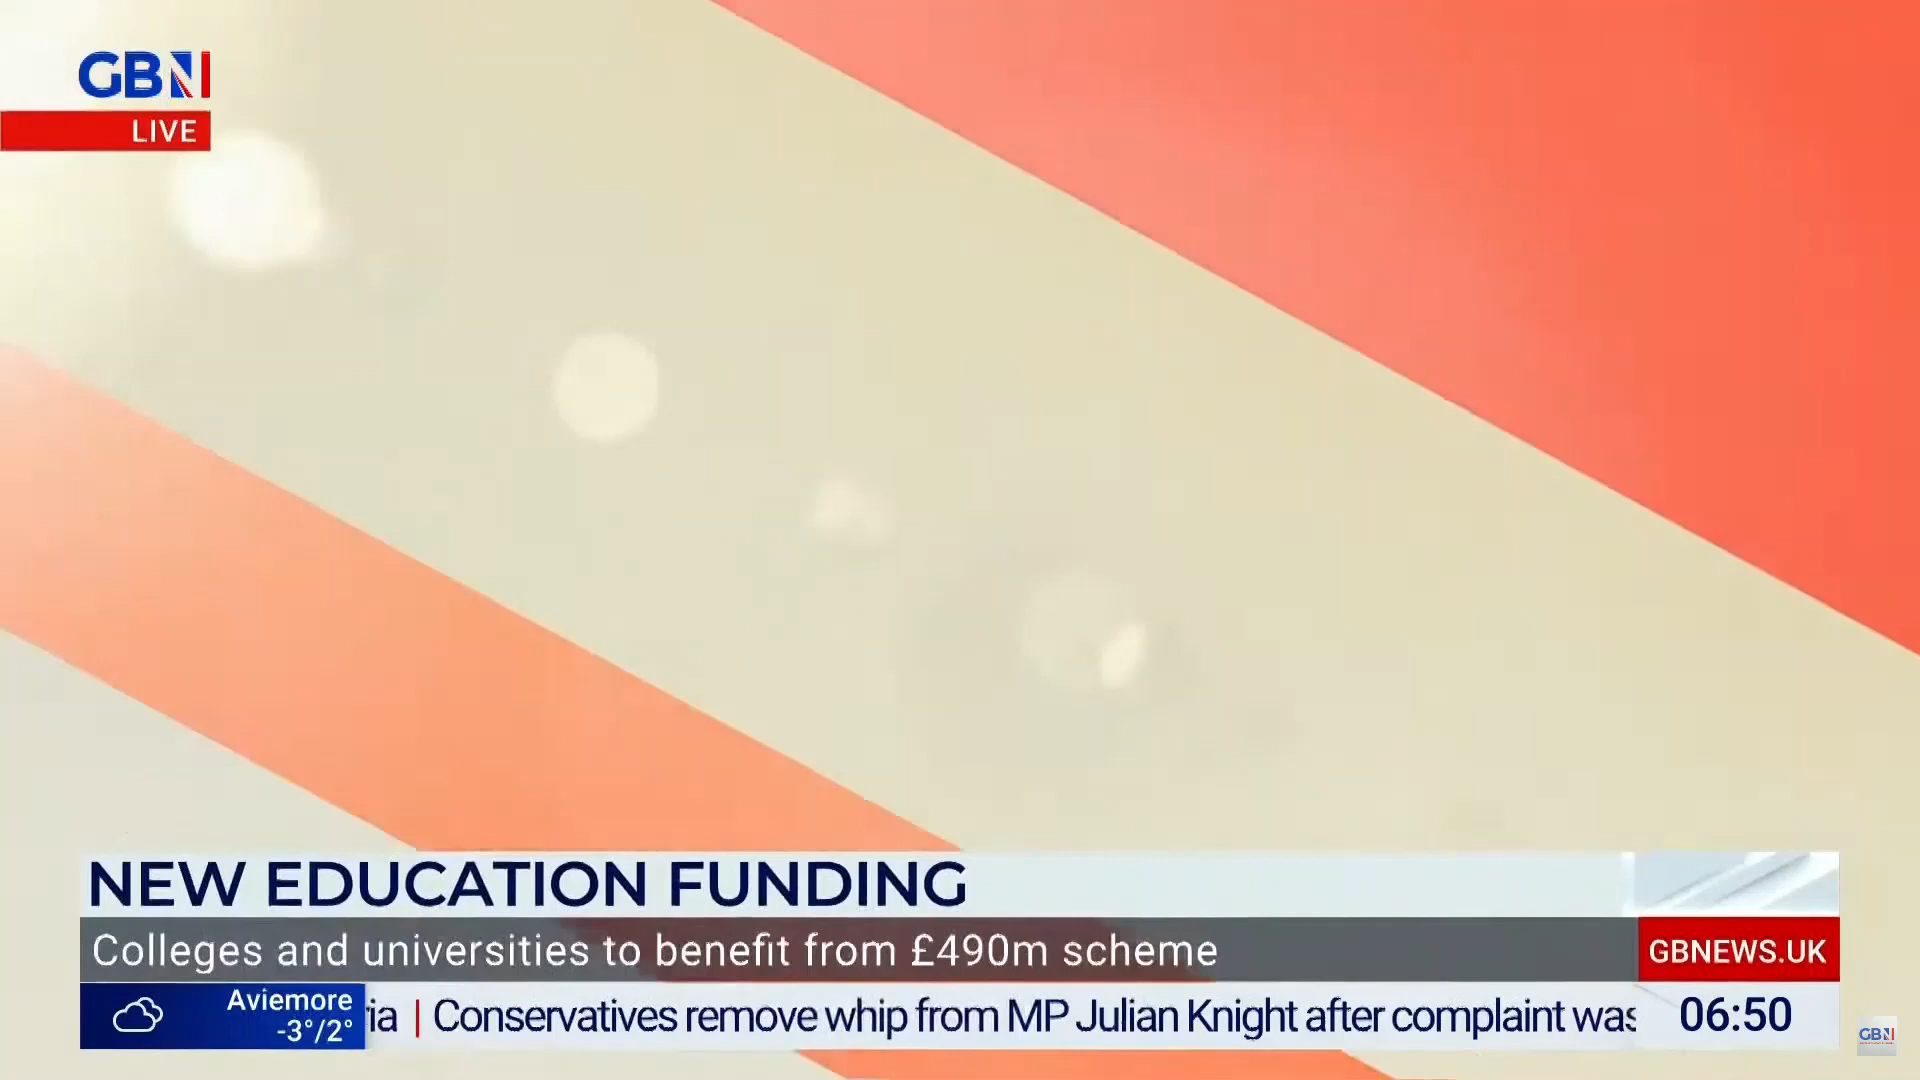 GBN
LIVE
NEW EDUCATION FUNDING
Colleges and universities to benefit from £490m scheme
GBNEWS.UK
Aviemore
-3°/2°
ia | Conservatives remove whip from MP Julian Knight after complaint was
06:50
GBN